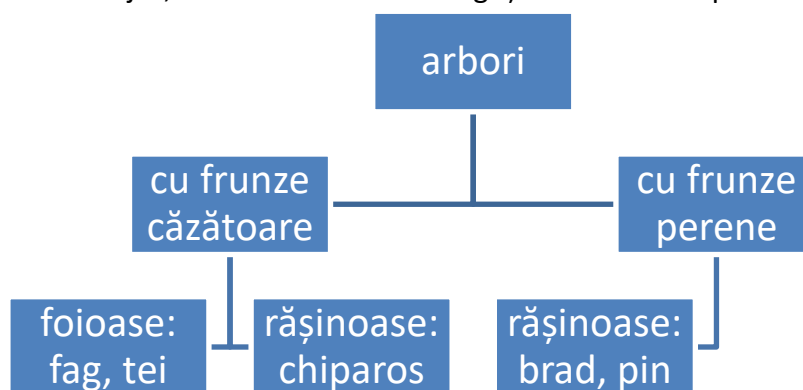 arbori
cu frunze
căzătoare
cu frunze
perene
foioase:
fag, tei
rășinoase:
chiparos
rășinoase:
brad, pin